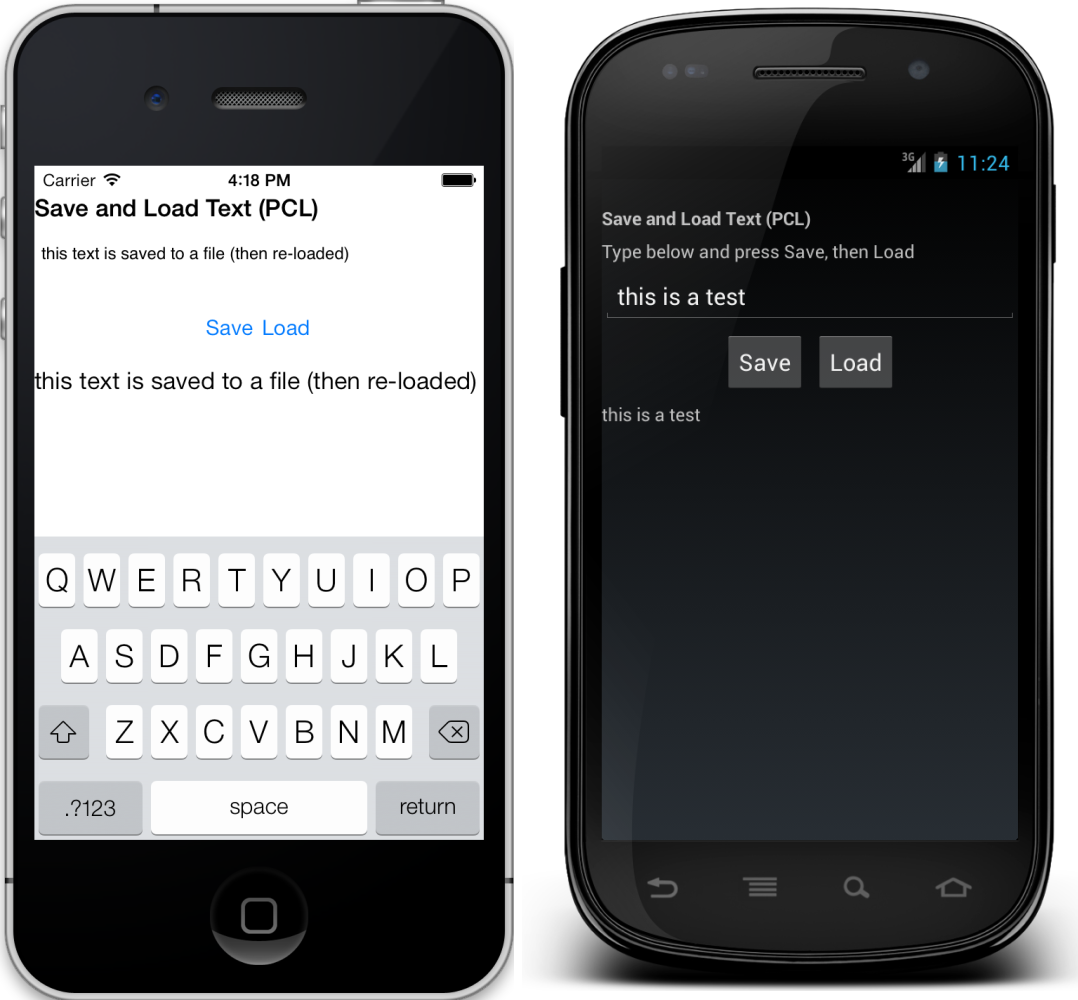 Carrier 4:18 PM
Save and Load Text (PCL)
this text is saved to a file (then re-loaded)
Save Load
this text is saved to a file (then re-loaded)
Q W E R T Y U I O P
A S D F G H J K L
Z X C V B N M
.?123 space return
3G 11:24
Save and Load Text (PCL)
Type below and press Save, then Load
this is a test
Save Load
this is a test